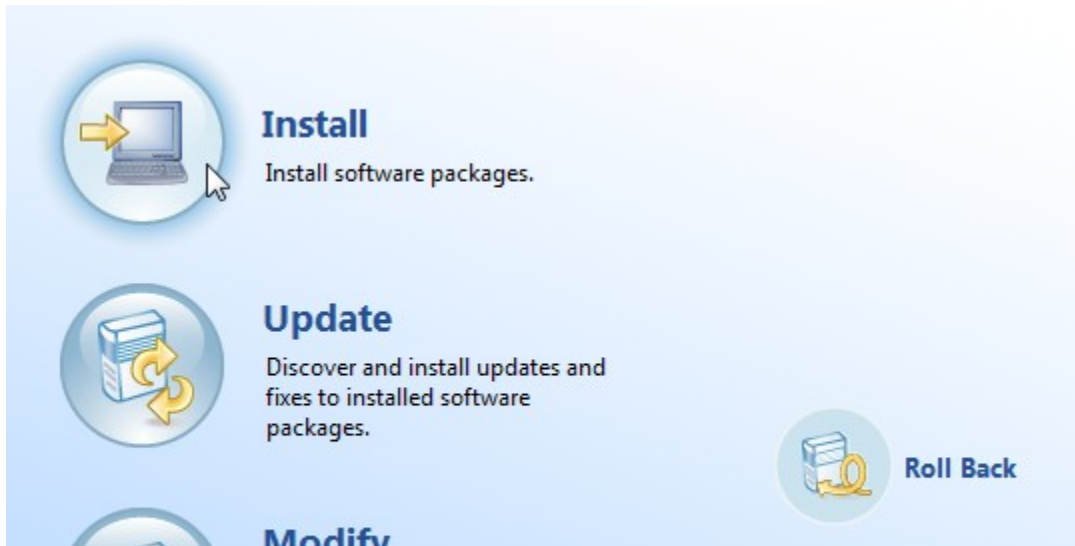 Install
Install software packages.
Update
Discover and install updates and
fixes to installed software
packages.
Roll Back
Modify